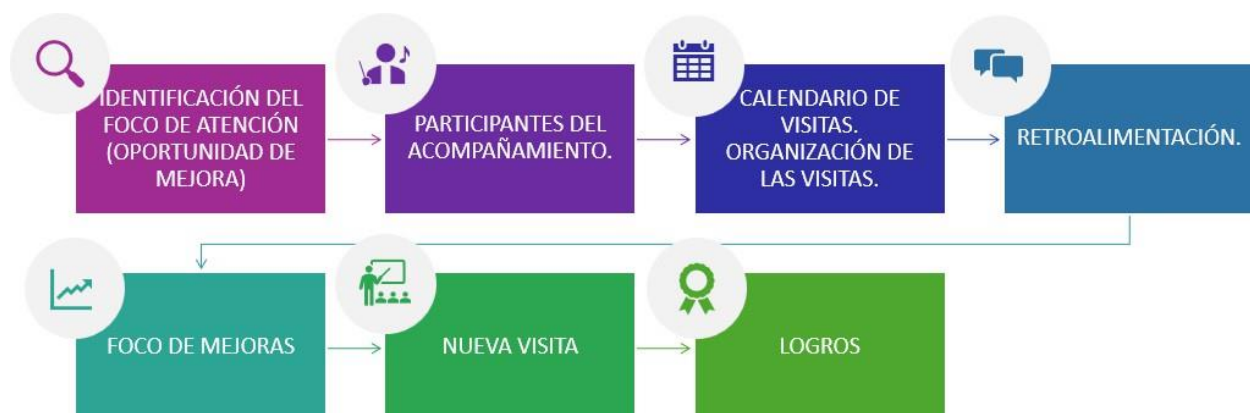 IDENTIFICACIÓN DEL
FOCO DE ATENCIÓN
(OPORTUNIDAD DE
MEJORA)
PARTICIPANTES DEL
ACOMPAÑAMIENTO.
CALENDARIO DE
VISITAS.
ORGANIZACIÓN DE
LAS VISITAS.
RETROALIMENTACIÓN.
FOCO DE MEJORAS
NUEVA VISITA
LOGROS